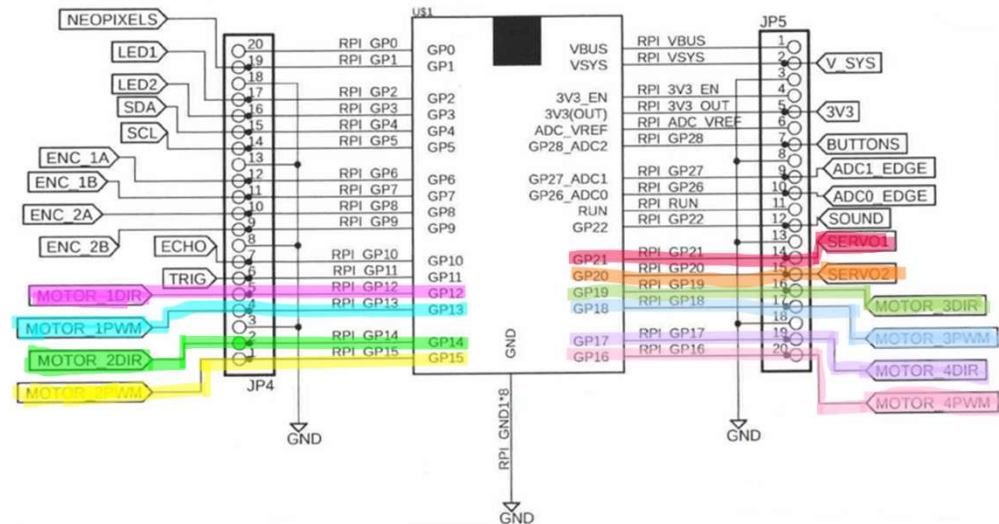 NEOPIXELS
LED1
LED2
SDA
SCL
ENC_1A
ENC_1B
ENC_2A
ENC_2B
ECHO
TRIG
MOTOR_1DIR
MOTOR_1PWM
MOTOR_2DIR
MOTOR_2PWM
20
19
18
17
16
15
14
13
12
11
10
9
8
7
6
5
4
3
2
1
JP4
RPI_GP0
RPI_GP1
RPI_GP2
RPI_GP3
RPI_GP4
RPI_GP5
RPI_GP6
RPI_GP7
RPI_GP8
RPI_GP9
RPI_GP10
RPI_GP11
RPI_GP12
RPI_GP13
RPI_GP14
RPI_GP15
GND
U$1
GP0
GP1
GP2
GP3
GP4
GP5
GP6
GP7
GP8
GP9
GP10
GP11
GP12
GP13
GP14
GP15
VBUS
VSYS
3V3_EN
3V3(OUT)
ADC_VREF
GP28_ADC2
GP27_ADC1
GP26_ADC0
RUN
GP22
GP21
GP20
GP19
GP18
GP17
GP16
GND
RPI_GND1*8
GND
RPI_VBUS
RPI_VSYS
RPI_3V3_EN
RPI_3V3_OUT
RPI_ADC_VREF
RPI_GP28
RPI_GP27
RPI_GP26
RPI_RUN
RPI_GP22
RPI_GP21
RPI_GP20
RPI_GP19
RPI_GP18
RPI_GP17
RPI_GP16
JP5
1
2
3
4
5
6
7
8
9
10
11
12
13
14
15
16
17
18
19
20
GND
V_SYS
3V3
BUTTONS
ADC1_EDGE
ADC0_EDGE
SOUND
SERVO1
SERVO2
MOTOR_3DIR
MOTOR_3PWM
MOTOR_4DIR
MOTOR_4PWM